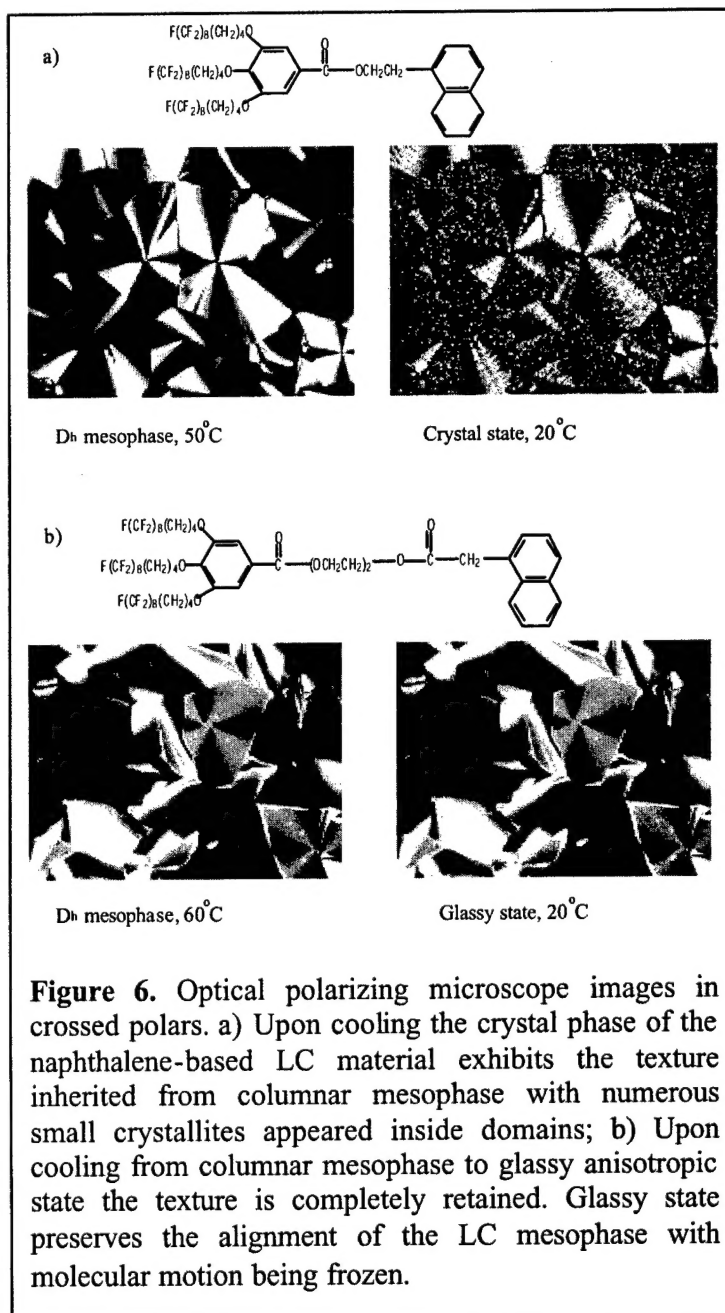 a)
F(CF2)8(CH2)4O
F(CF2)8(CH2)4O
F(CF2)8(CH2)4O
O
C
OCH2CH2
Dh mesophase, 50°C
Crystal state, 20°C
b)
F(CF2)8(CH2)4O
F(CF2)8(CH2)4O
F(CF2)8(CH2)4O
O
C
(OCH2CH2)2
O
O
C
CH2
Dh mesophase, 60°C
Glassy state, 20°C
Figure 6. Optical polarizing microscope images in
crossed polars. a) Upon cooling the crystal phase of the
naphthalene-based LC material exhibits the texture
inherited from columnar mesophase with numerous
small crystallites appeared inside domains; b) Upon
cooling from columnar mesophase to glassy anisotropic
state the texture is completely retained. Glassy state
preserves the alignment of the LC mesophase with
molecular motion being frozen.